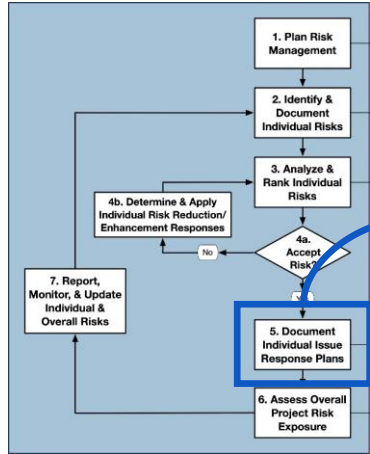 1. Plan Risk
Management
2. Identify &
Document
Individual Risks
3. Analyze &
Rank Individual
Risks
4b. Determine & Apply
Individual Risk Reduction/
Enhancement Responses
4a.
Accept
Risk?
No
7. Report,
Monitor, & Update
Individual &
Overall Risks
5. Document
Individual Issue
Response Plans
6. Assess Overall
Project Risk
Exposure